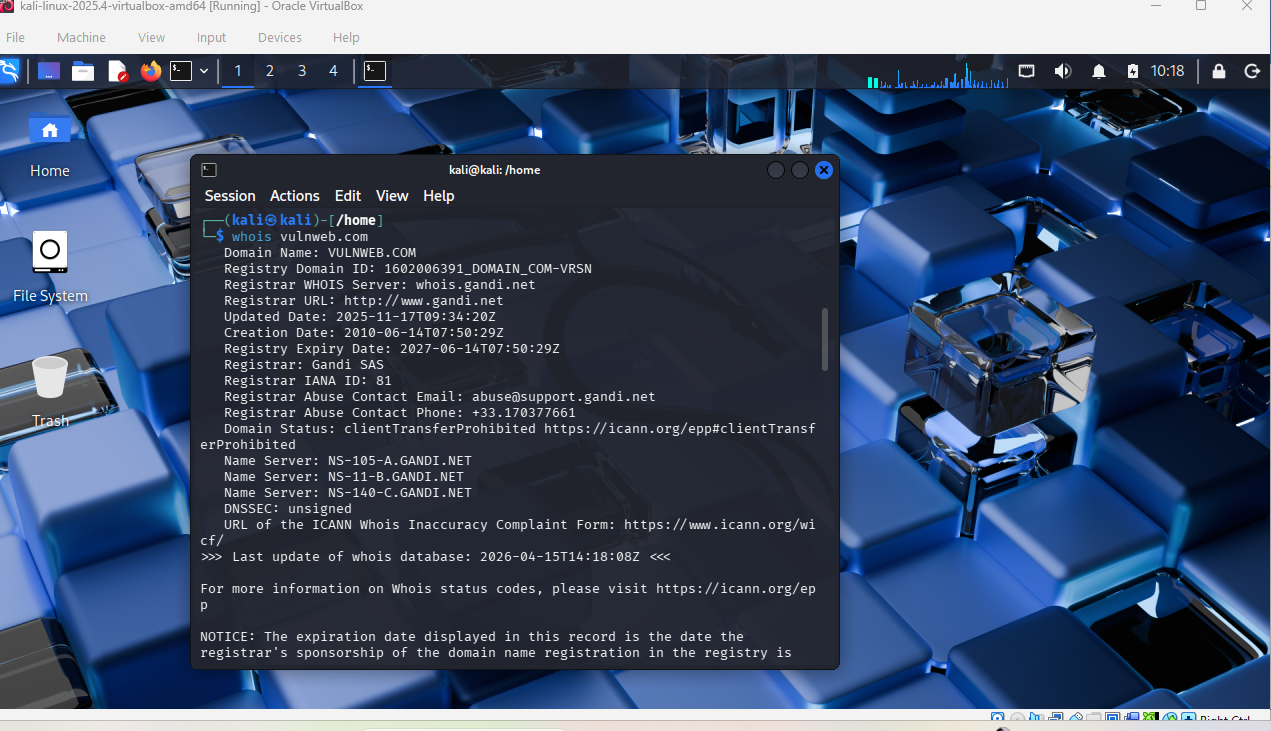 kali-linux-2025.4-virtualbox-amd64 [Running] - Oracle VirtualBox
File Machine View Input Devices Help
1 2 3 4 10:18
Home
File System
Trash
kali@kali: /home
Session Actions Edit View Help
┌──(kali㉿kali)-[/home]
└─$ whois vulnweb.com
Domain Name: VULNWEB.COM
Registry Domain ID: 1602006391_DOMAIN_COM-VRSN
Registrar WHOIS Server: whois.gandi.net
Registrar URL: http://www.gandi.net
Updated Date: 2025-11-17T09:34:20Z
Creation Date: 2010-06-14T07:50:29Z
Registry Expiry Date: 2027-06-14T07:50:29Z
Registrar: Gandi SAS
Registrar IANA ID: 81
Registrar Abuse Contact Email: abuse@support.gandi.net
Registrar Abuse Contact Phone: +33.170377661
Domain Status: clientTransferProhibited https://icann.org/epp#clientTransf
erProhibited
Name Server: NS-105-A.GANDI.NET
Name Server: NS-11-B.GANDI.NET
Name Server: NS-140-C.GANDI.NET
DNSSEC: unsigned
URL of the ICANN Whois Inaccuracy Complaint Form: https://www.icann.org/wi
cf/
>>> Last update of whois database: 2026-04-15T14:18:08Z <<<
For more information on Whois status codes, please visit https://icann.org/ep
p
NOTICE: The expiration date displayed in this record is the date the
registrar's sponsorship of the domain name registration in the registry is
Right Ctrl